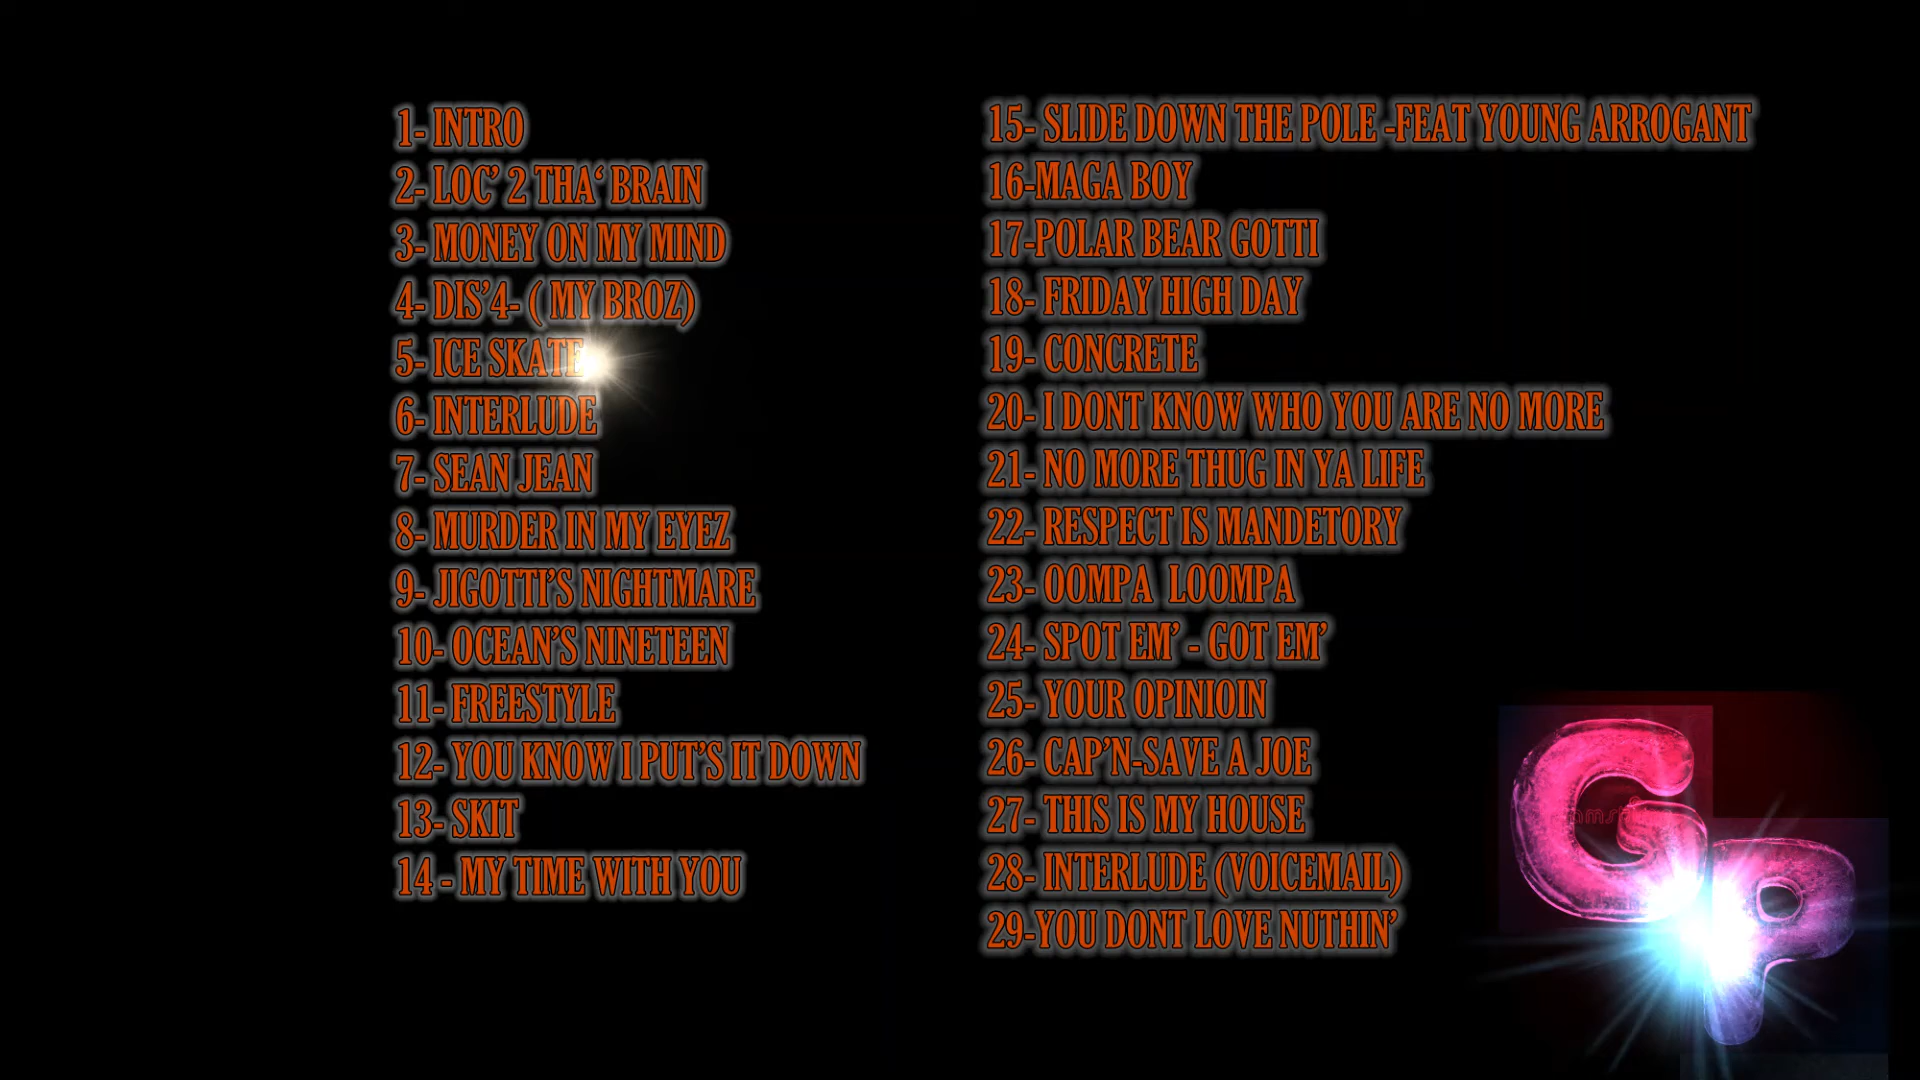 1- INTRO
2- LOC’ 2 THA‘ BRAIN
3- MONEY ON MY MIND
4- DIS’4- ( MY BROZ)
5- ICE SKATE
6- INTERLUDE
7- SEAN JEAN
8- MURDER IN MY EYEZ
9- JIGOTTI’S NIGHTMARE
10- OCEAN’S NINETEEN
11- FREESTYLE
12- YOU KNOW I PUT’S IT DOWN
13- SKIT
14 - MY TIME WITH YOU
15- SLIDE DOWN THE POLE -FEAT YOUNG ARROGANT
16-MAGA BOY
17-POLAR BEAR GOTTI
18- FRIDAY HIGH DAY
19- CONCRETE
20- I DONT KNOW WHO YOU ARE NO MORE
21- NO MORE THUG IN YA LIFE
22- RESPECT IS MANDETORY
23- OOMPA  LOOMPA
24- SPOT EM’ - GOT EM’
25- YOUR OPINIOIN
26- CAP’N-SAVE A JOE
27- THIS IS MY HOUSE
28- INTERLUDE (VOICEMAIL)
29-YOU DONT LOVE NUTHIN’
GP